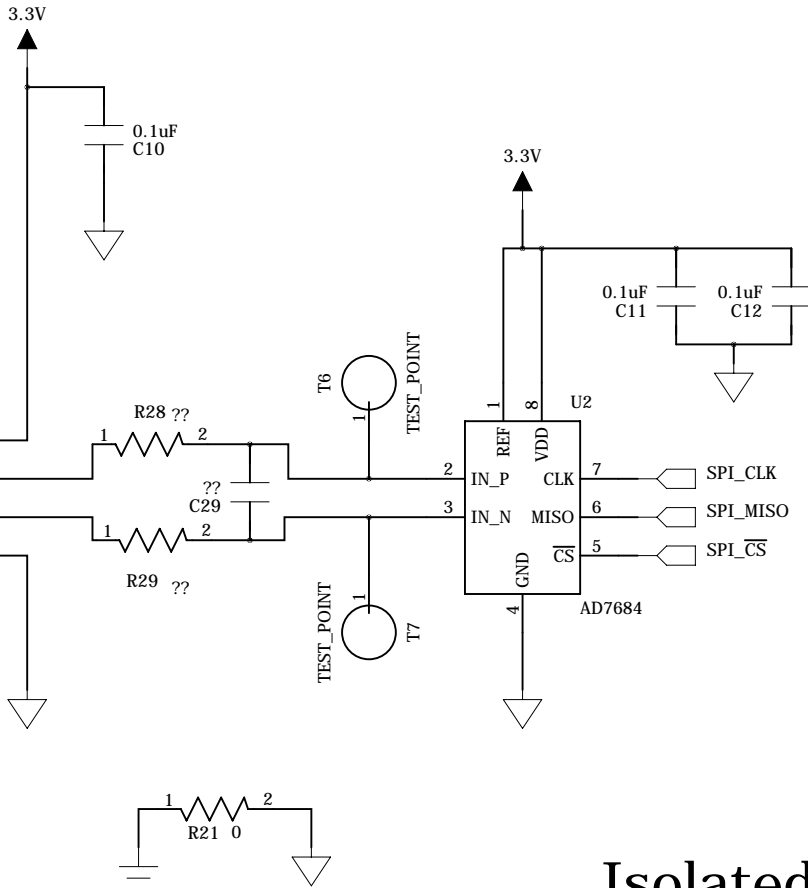 3.3V
0.1uF
C10
3.3V
0.1uF
C11
0.1uF
C12
T6
TEST_POINT
1
1
8
U2
R28 ??
1
2
REF
VDD
2
IN_P
CLK
7
SPI_CLK
??
C29
3
IN_N
MISO
6
SPI_MISO
1
2
CS
5
SPI_CS
R29 ??
GND
1
4
AD7684
TEST_POINT
T7
1
2
R21 0
Isolated